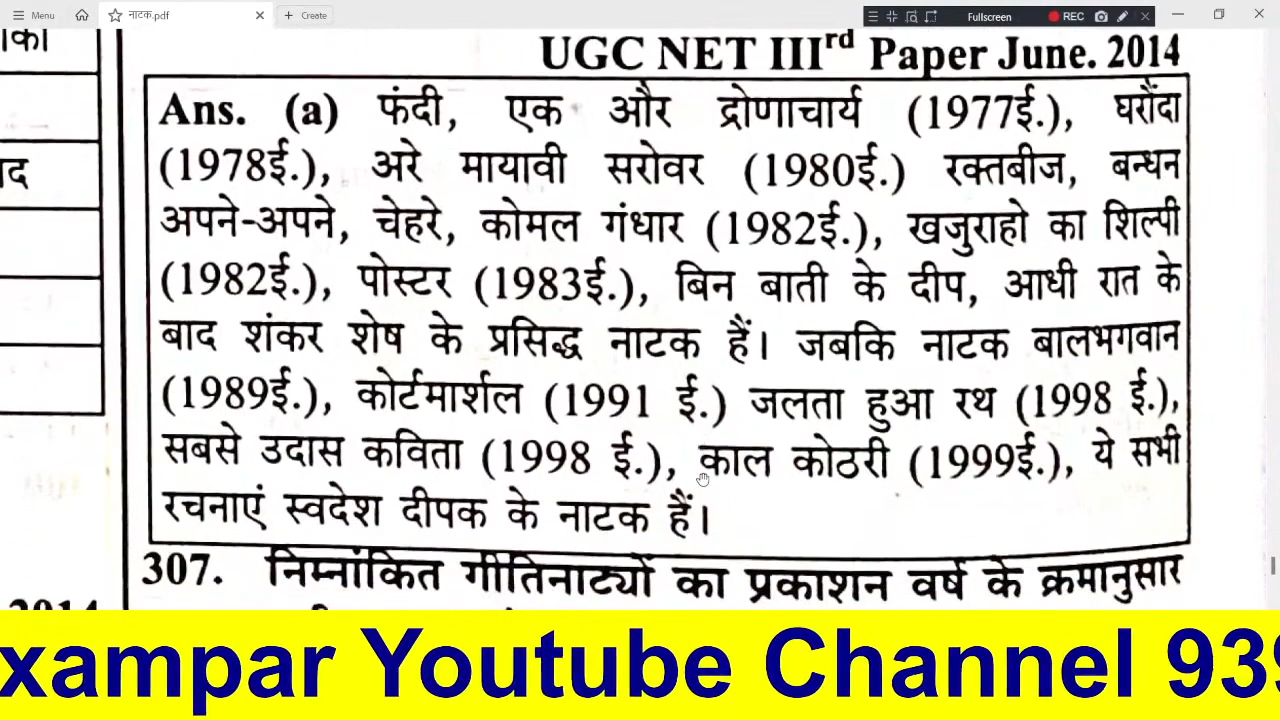 Menu
नाटक.pdf
Create
Fullscreen
REC
UGC NET IIIrd Paper June. 2014
Ans. (a) फंदी, एक और द्रोणाचार्य (1977ई.), घरौंदा
(1978ई.), अरे मायावी सरोवर (1980ई.) रक्तबीज, बन्धन
अपने-अपने, चेहरे, कोमल गंधार (1982ई.), खजुराहो का शिल्पी
(1982ई.), पोस्टर (1983ई.), बिन बाती के दीप, आधी रात के
बाद शंकर शेष के प्रसिद्ध नाटक हैं। जबकि नाटक बालभगवान
(1989ई.), कोर्टमार्शल (1991 ई.) जलता हुआ रथ (1998 ई.),
सबसे उदास कविता (1998 ई.), काल कोठरी (1999ई.), ये सभी
रचनाएं स्वदेश दीपक के नाटक हैं।
307. निम्नांकित गीतिनाट्यों का प्रकाशन वर्ष के क्रमानुसार
xampar Youtube Channel 939